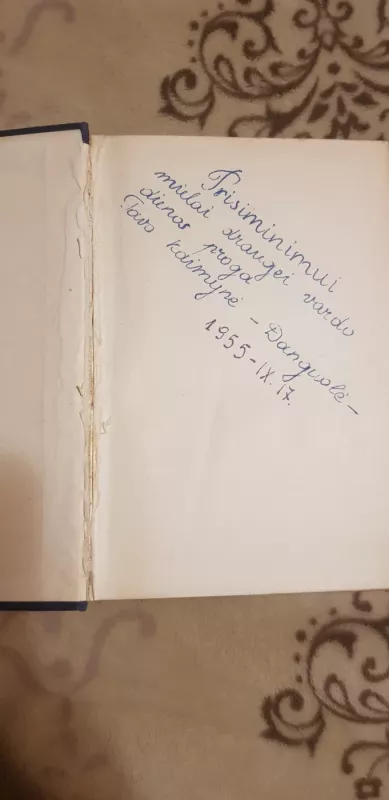 Prisiminimui
mielai draugei vardo
dienos proga
Tavo kaimynė – Danguolė –
1955-IX.17.